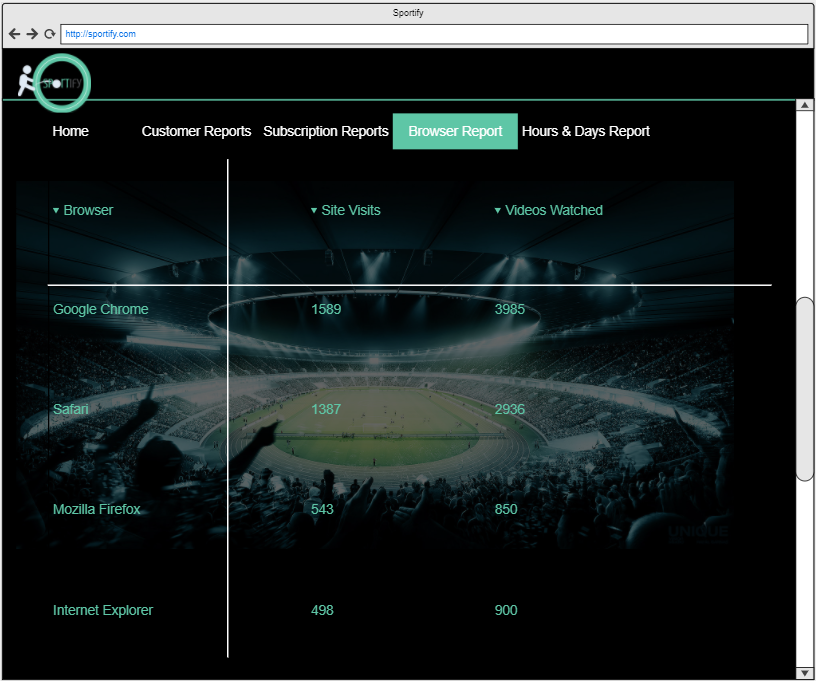 Sportify
http://sportify.com
SPORTIFY
Home Customer Reports Subscription Reports Browser Report Hours & Days Report
Browser Site Visits Videos Watched
Google Chrome 1589 3985
Safari 1387 2936
Mozilla Firefox 543 850
UNIQUE
Internet Explorer 498 900